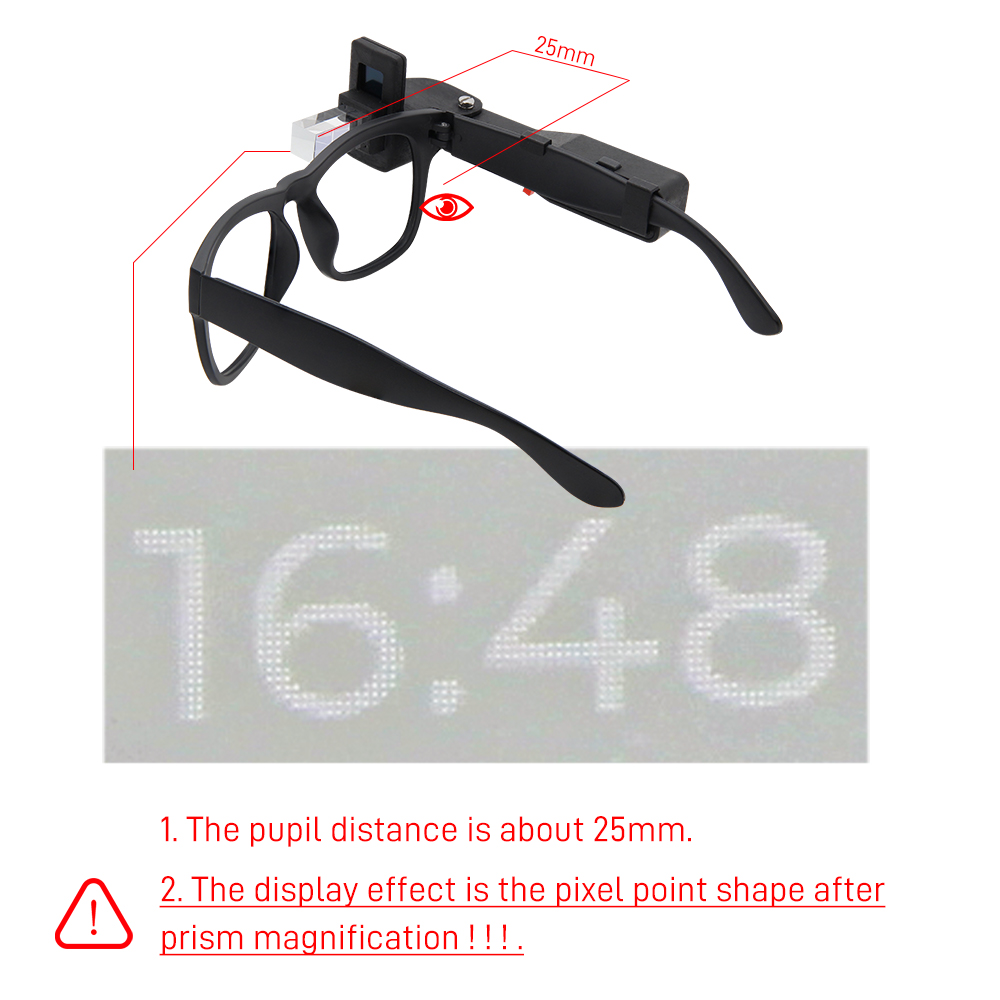 25mm
16:48
1. The pupil distance is about 25mm.
2. The display effect is the pixel point shape after
prism magnification ! ! ! .